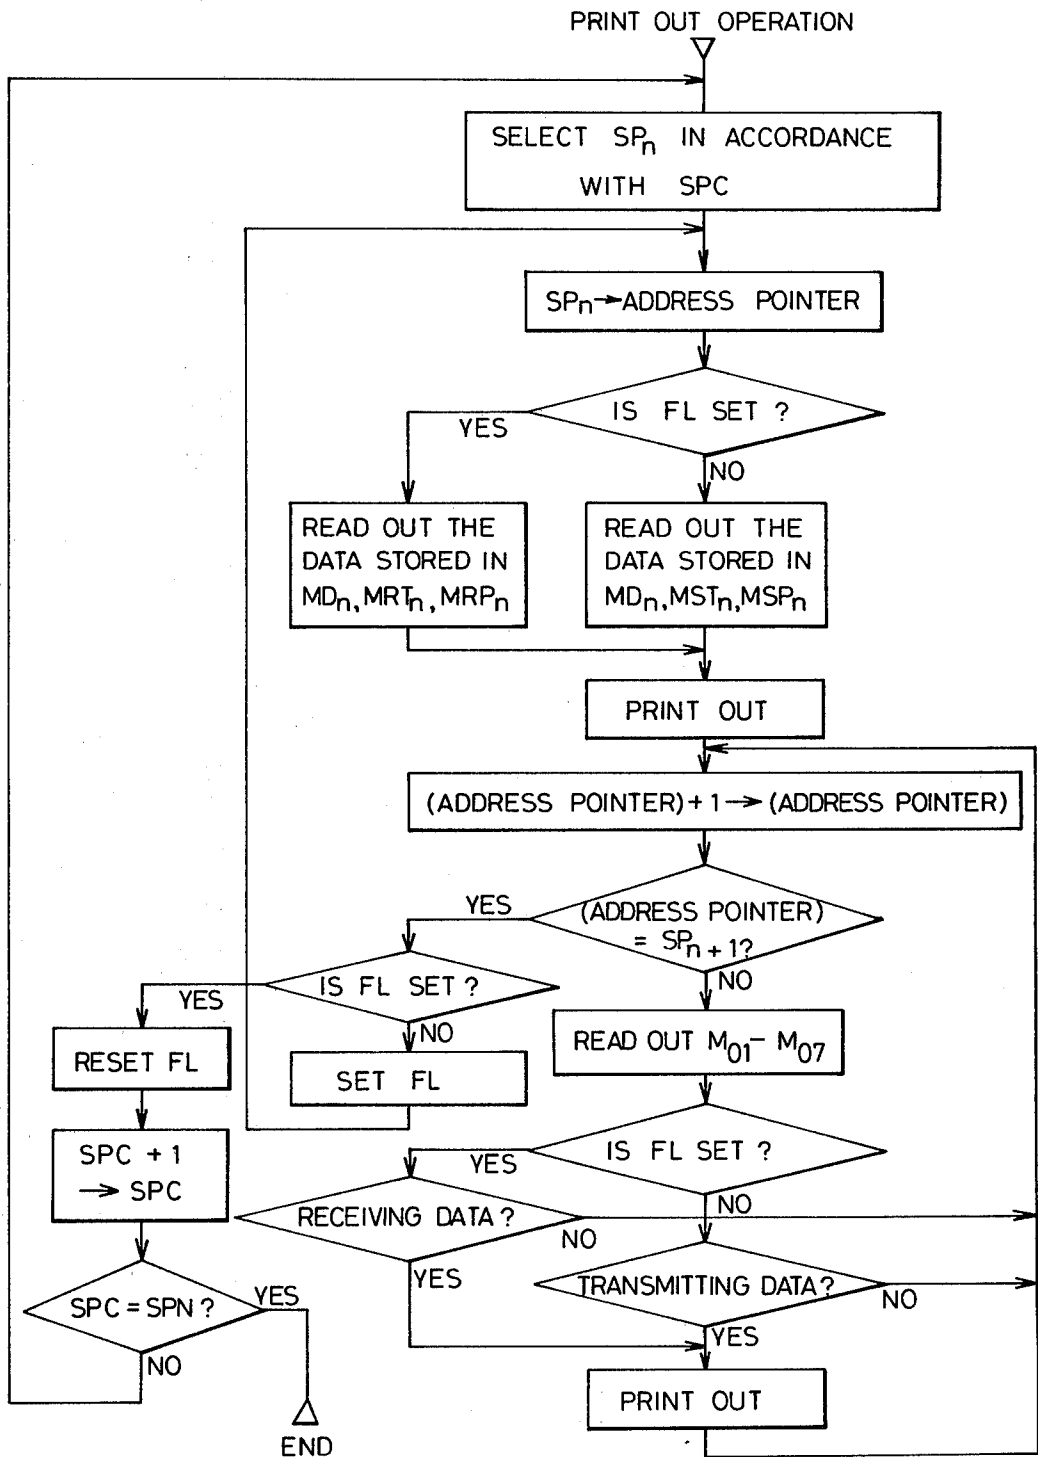 PRINT OUT OPERATION
SELECT SPn IN ACCORDANCE
WITH SPC
SPn→ADDRESS POINTER
IS FL SET ?
YES
NO
READ OUT THE
DATA STORED IN
MDn, MRTn, MRPn
READ OUT THE
DATA STORED IN
MDn, MSTn, MSPn
PRINT OUT
(ADDRESS POINTER)+1→(ADDRESS POINTER)
(ADDRESS POINTER)
= SPn+1?
YES
NO
IS FL SET ?
YES
NO
RESET FL
SET FL
READ OUT M01- M07
SPC + 1
→ SPC
IS FL SET ?
YES
NO
RECEIVING DATA ?
NO
YES
TRANSMITTING DATA?
NO
YES
SPC = SPN ?
YES
NO
PRINT OUT
END